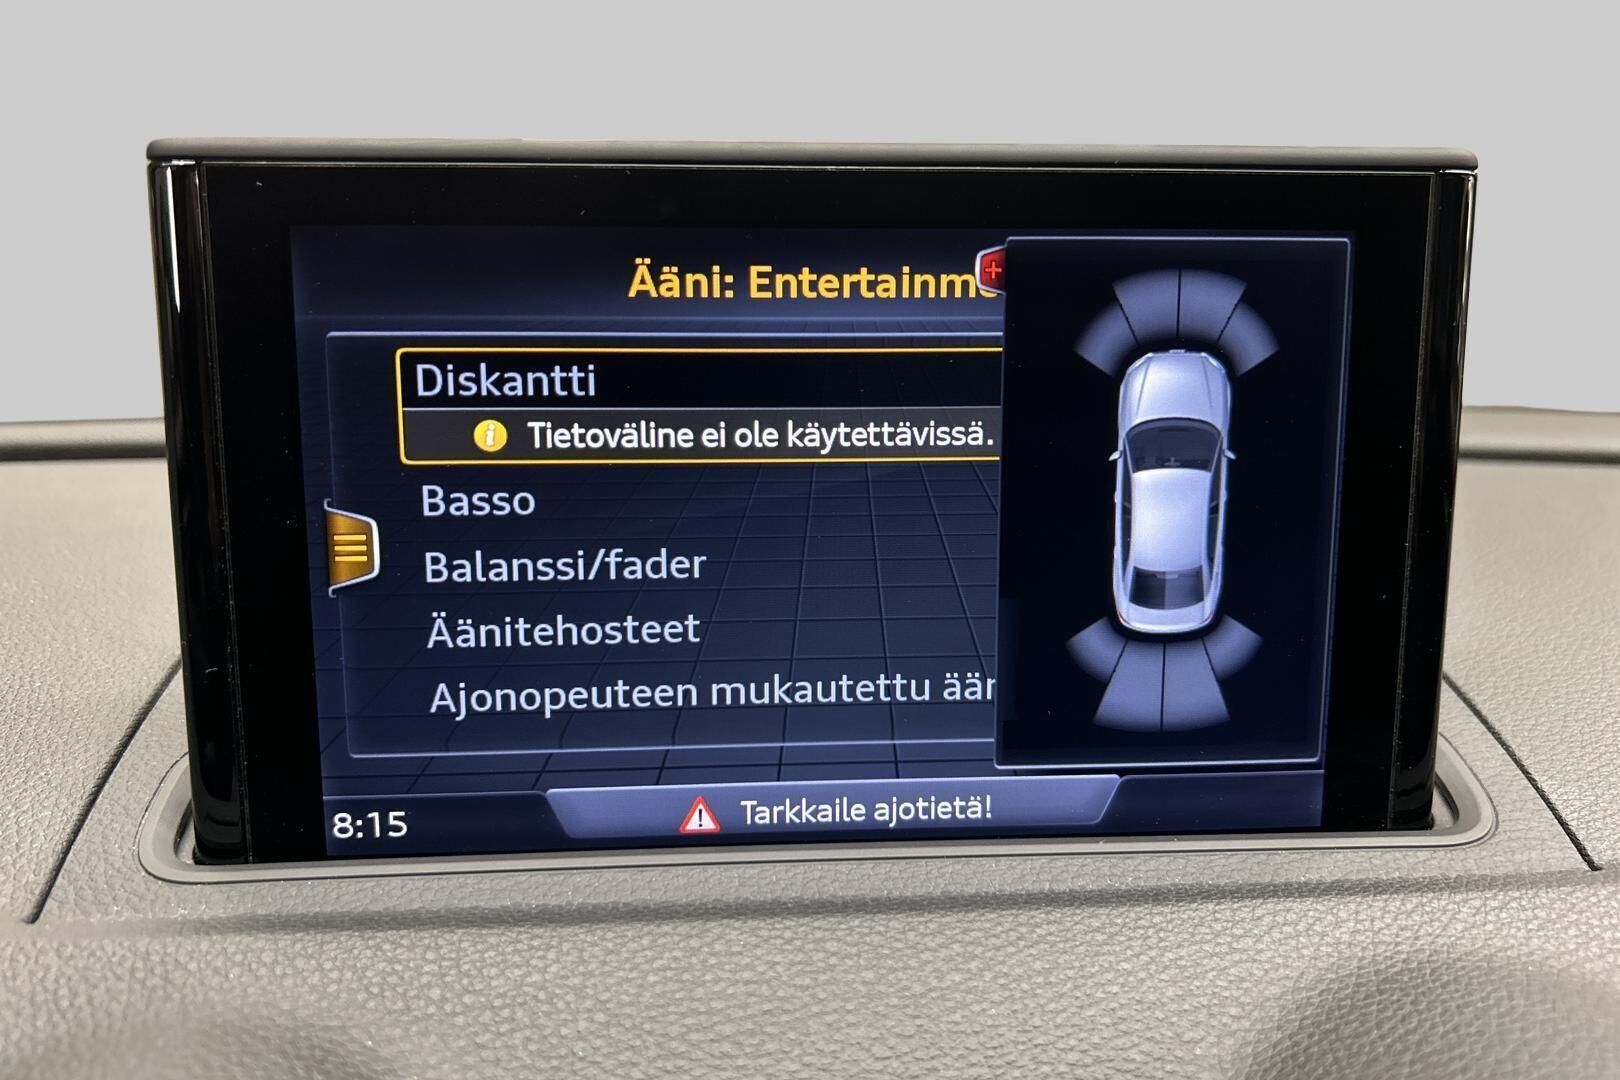 Ääni: Entertainme
Diskantti
Tietoväline ei ole käytettävissä.
Basso
Balanssi/fader
Äänitehosteet
Ajonopeuteen mukautettu ään
8:15
Tarkkaile ajotietä!